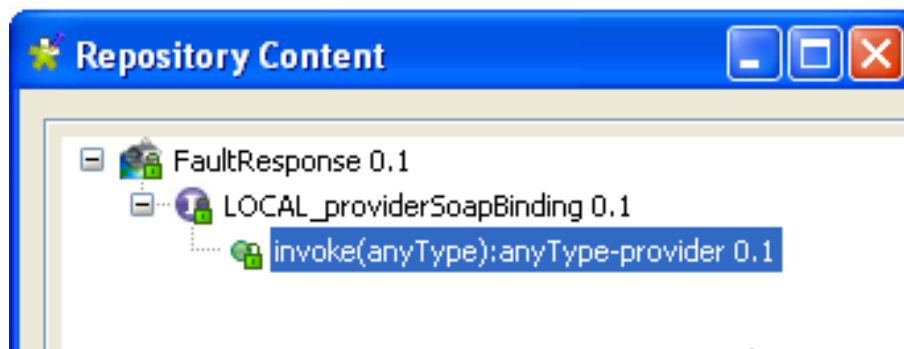 Repository Content
FaultResponse 0.1
LOCAL_providerSoapBinding 0.1
invoke(anyType):anyType-provider 0.1